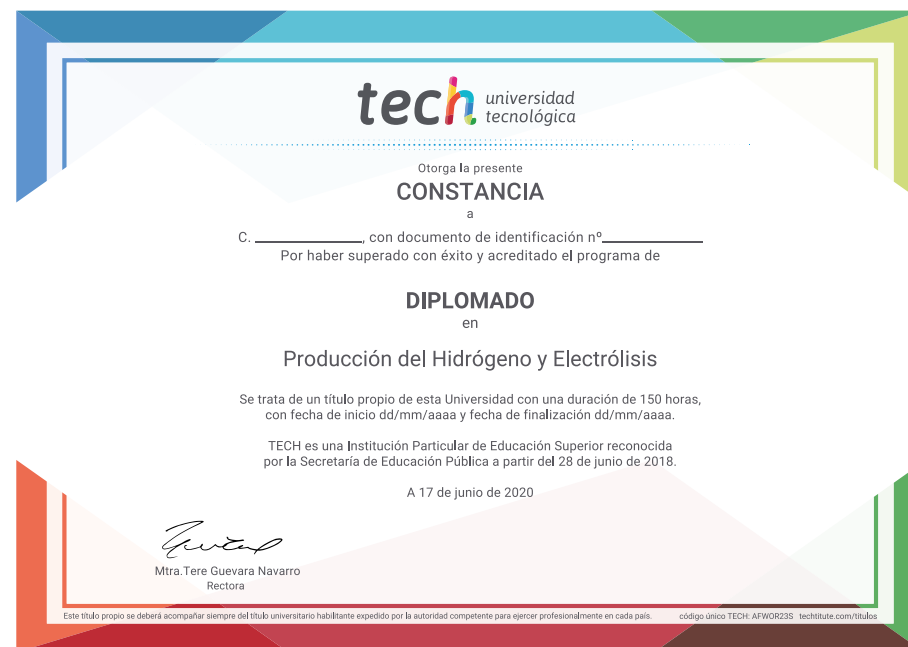 tech universidad
tecnológica
Otorga la presente
CONSTANCIA
a
C. ____________, con documento de identificación nº____________
Por haber superado con éxito y acreditado el programa de
DIPLOMADO
en
Producción del Hidrógeno y Electrólisis
Se trata de un título propio de esta Universidad con una duración de 150 horas,
con fecha de inicio dd/mm/aaaa y fecha de finalización dd/mm/aaaa.
TECH es una Institución Particular de Educación Superior reconocida
por la Secretaría de Educación Pública a partir del 28 de junio de 2018.
A 17 de junio de 2020
Mtra.Tere Guevara Navarro
Rectora
Este título propio se deberá acompañar siempre del título universitario habilitante expedido por la autoridad competente para ejercer profesionalmente en cada país. código único TECH: AFWOR23S techtitute.com/titulos